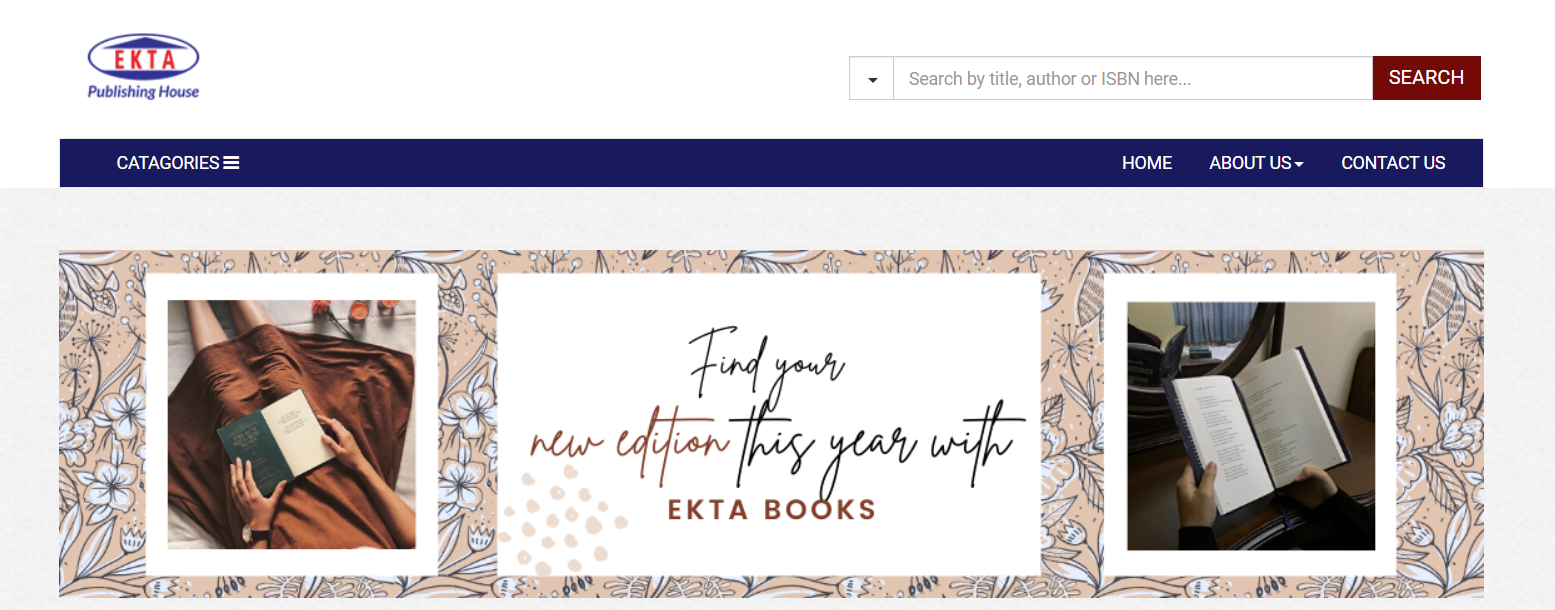 EKTA
Publishing House
Search by title, author or ISBN here...
SEARCH
CATAGORIES
HOME
ABOUT US
CONTACT US
Find your
new edition this year with
EKTA BOOKS